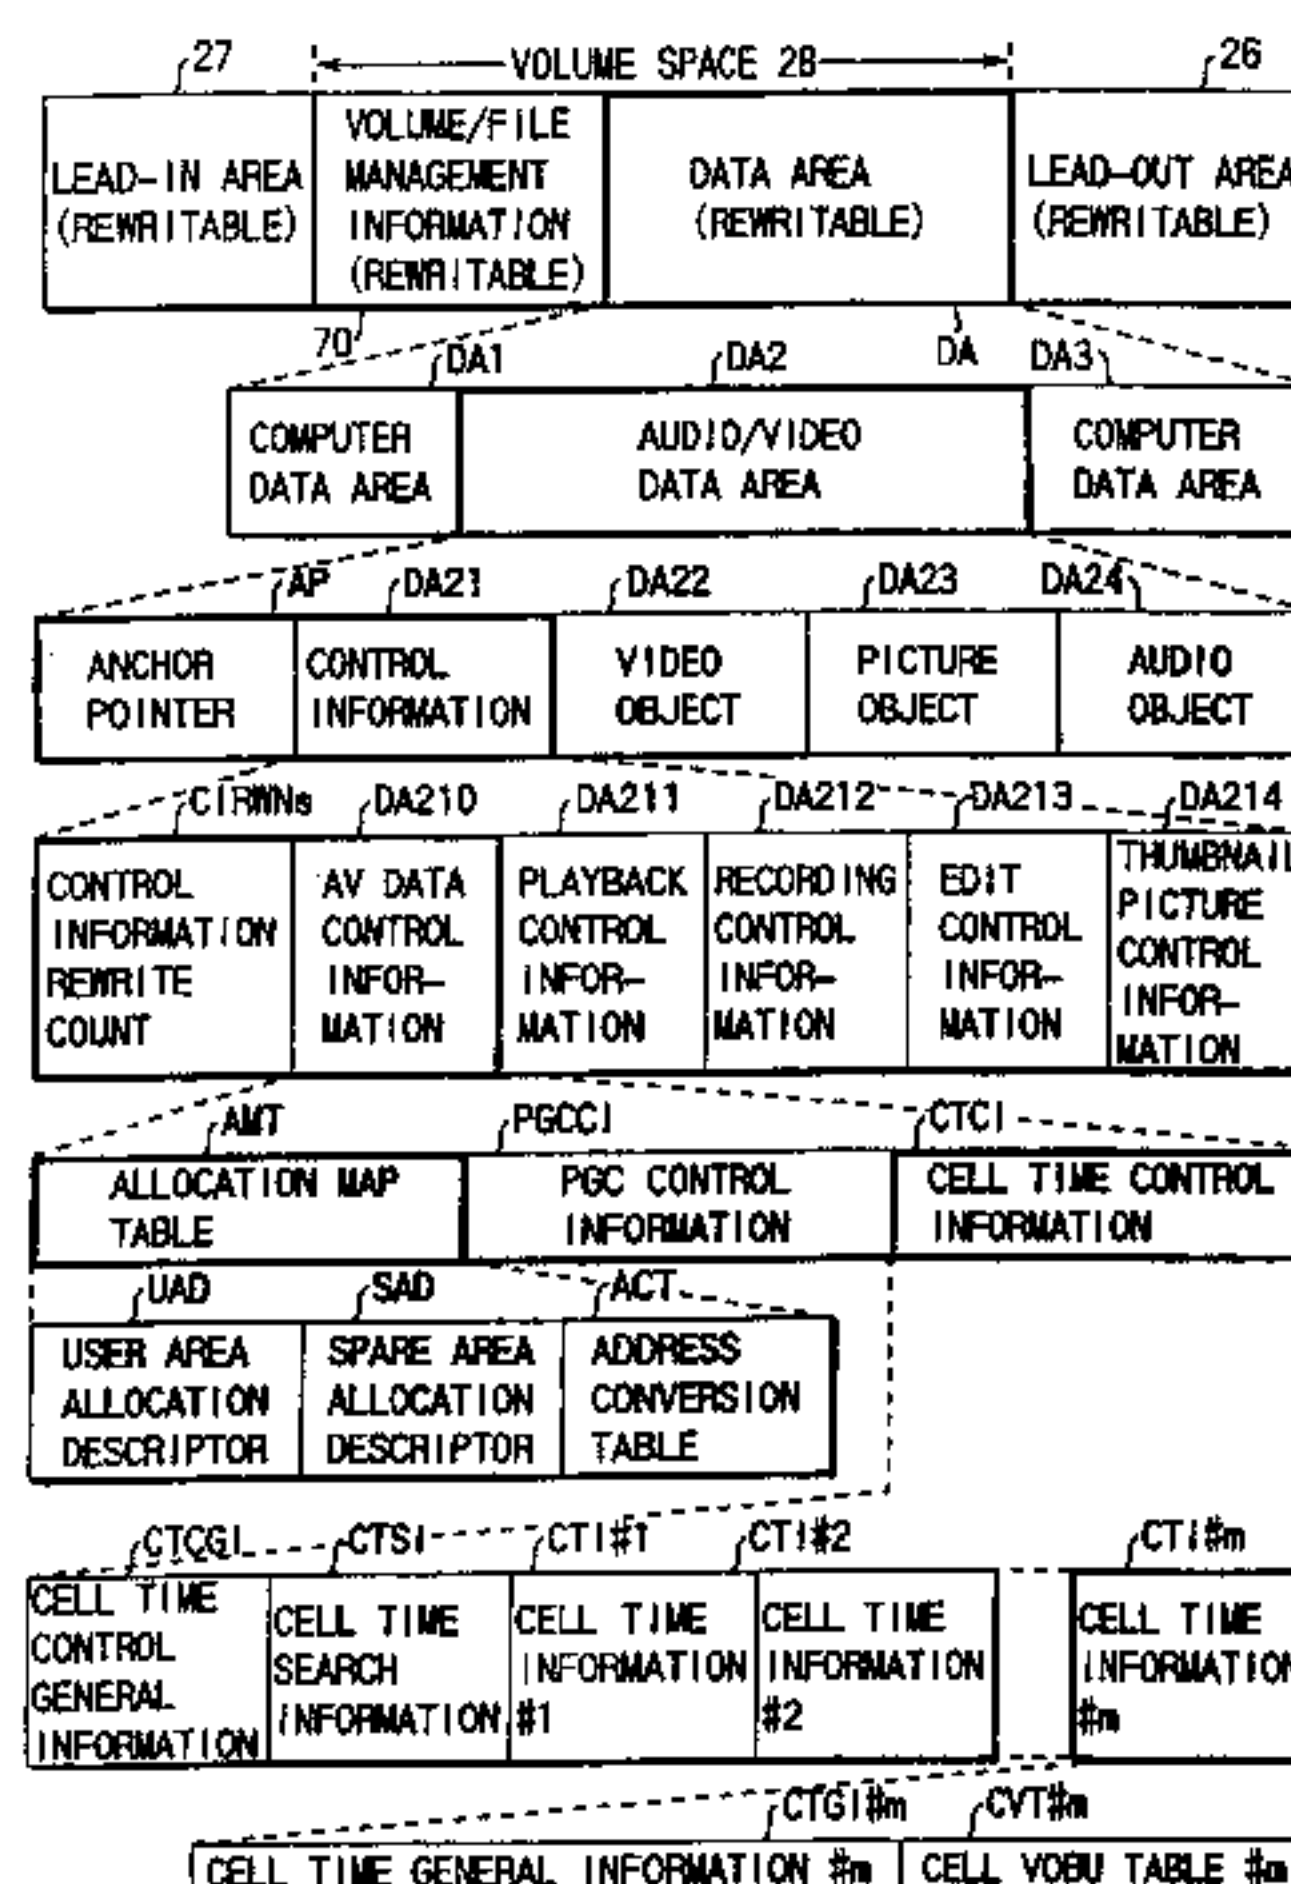 27
VOLUME SPACE 28
26
LEAD-IN AREA
(REWRITABLE)
VOLUME/FILE
MANAGEMENT
INFORMATION
(REWRITABLE)
DATA AREA
(REWRITABLE)
LEAD-OUT AREA
(REWRITABLE)
70
DA1
DA2
DA
DA3
COMPUTER
DATA AREA
AUDIO/VIDEO
DATA AREA
COMPUTER
DATA AREA
AP
DA21
DA22
DA23
DA24
ANCHOR
POINTER
CONTROL
INFORMATION
VIDEO
OBJECT
PICTURE
OBJECT
AUDIO
OBJECT
CIRWNs
DA210
DA211
DA212
DA213
DA214
CONTROL
INFORMATION
REWRITE
COUNT
AV DATA
CONTROL
INFOR-
MATION
PLAYBACK
CONTROL
INFOR-
MATION
RECORDING
CONTROL
INFOR-
MATION
EDIT
CONTROL
INFOR-
MATION
THUMBNAIL
PICTURE
CONTROL
INFOR-
MATION
AMT
PGCCI
CTCI
ALLOCATION MAP
TABLE
PGC CONTROL
INFORMATION
CELL TIME CONTROL
INFORMATION
UAD
SAD
ACT
USER AREA
ALLOCATION
DESCRIPTOR
SPARE AREA
ALLOCATION
DESCRIPTOR
ADDRESS
CONVERSION
TABLE
CTCGI
CTSI
CTI#1
CTI#2
CTI#m
CELL TIME
CONTROL
GENERAL
INFORMATION
CELL TIME
SEARCH
INFORMATION
CELL TIME
INFORMATION
#1
CELL TIME
INFORMATION
#2
CELL TIME
INFORMATION
#m
CTGI#m
CVT#m
CELL TIME GENERAL INFORMATION #m
CELL VOBU TABLE #m